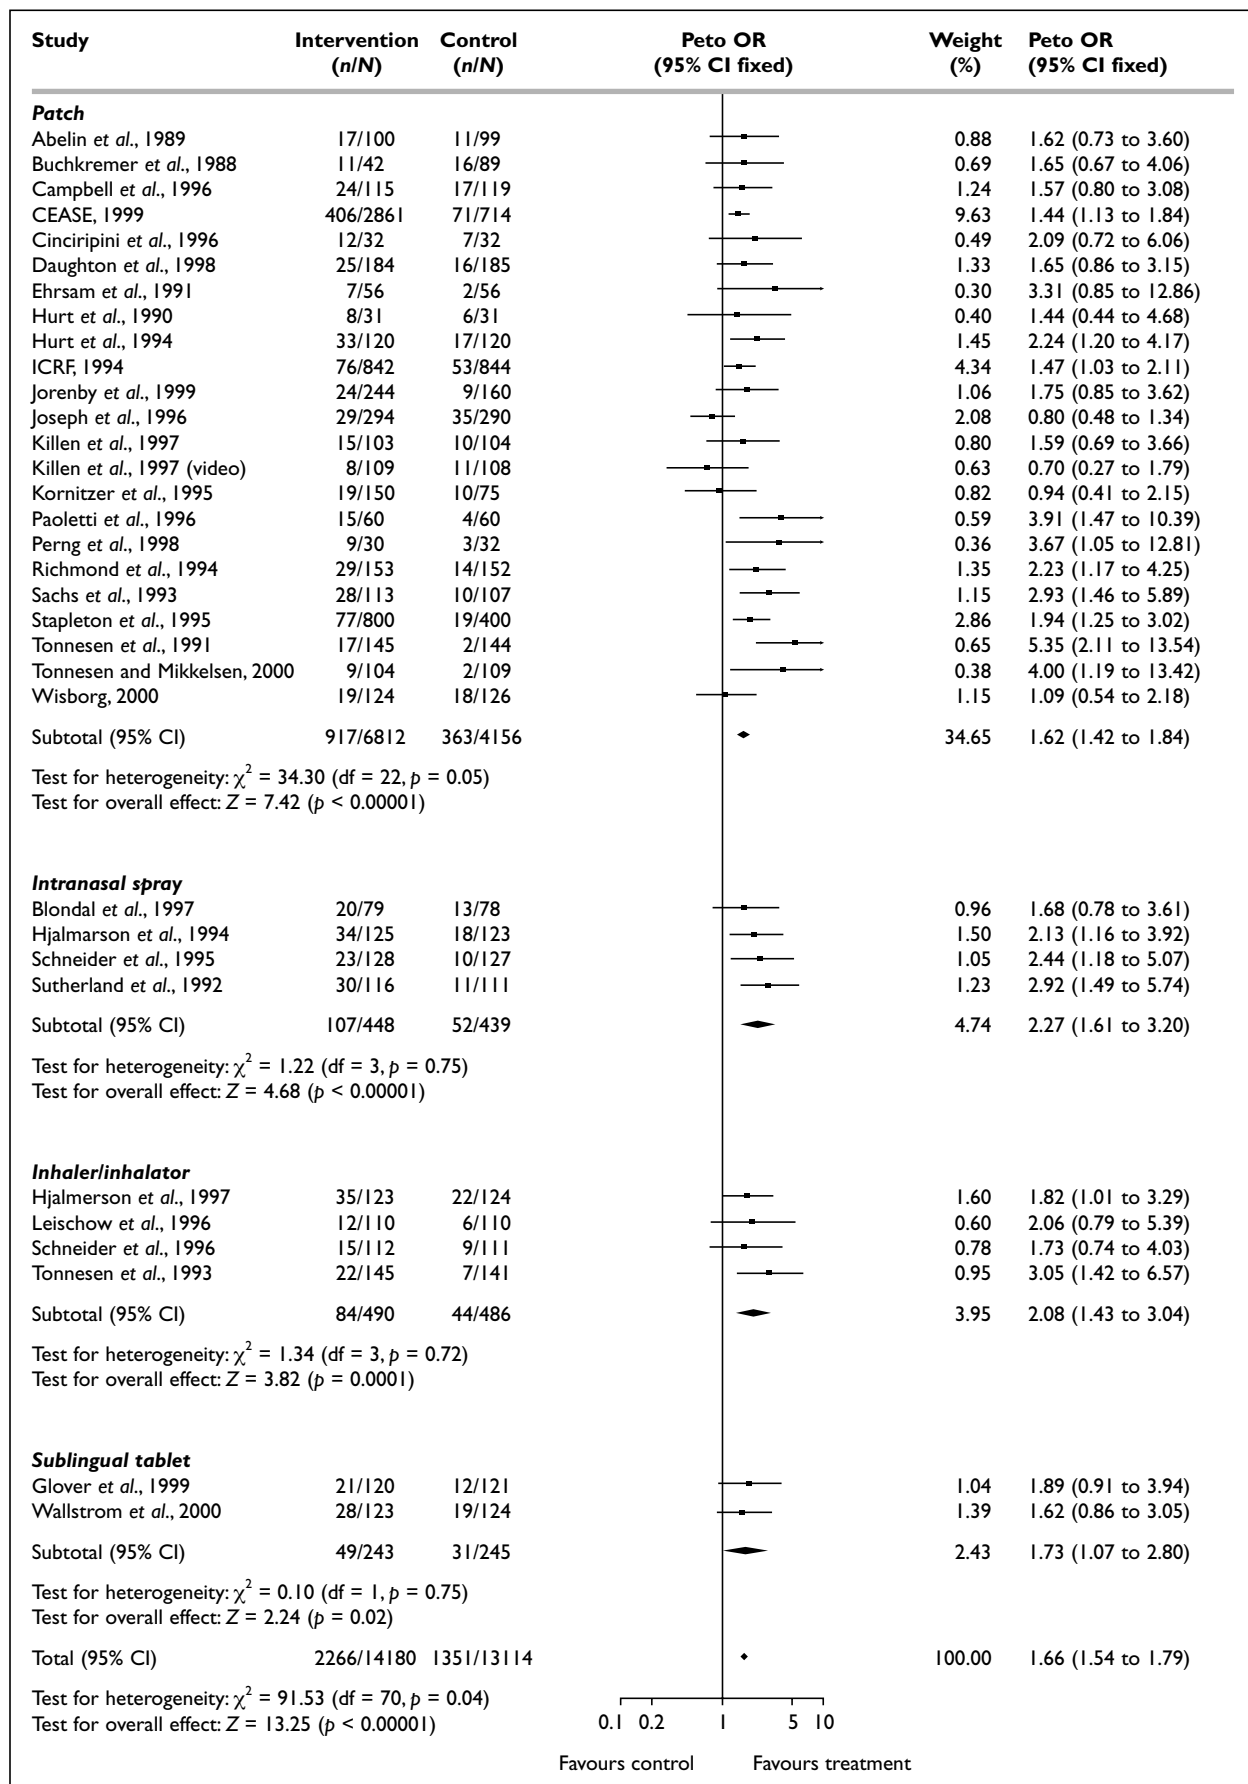 Study Intervention Control Peto OR Weight Peto OR
(n/N) (n/N) (95% CI fixed) (%) (95% CI fixed)
Patch
Abelin et al., 1989 17/100 11/99 0.88 1.62 (0.73 to 3.60)
Buchkremer et al., 1988 11/42 16/89 0.69 1.65 (0.67 to 4.06)
Campbell et al., 1996 24/115 17/119 1.24 1.57 (0.80 to 3.08)
CEASE, 1999 406/2861 71/714 9.63 1.44 (1.13 to 1.84)
Cinciripini et al., 1996 12/32 7/32 0.49 2.09 (0.72 to 6.06)
Daughton et al., 1998 25/184 16/185 1.33 1.65 (0.86 to 3.15)
Ehrsam et al., 1991 7/56 2/56 0.30 3.31 (0.85 to 12.86)
Hurt et al., 1990 8/31 6/31 0.40 1.44 (0.44 to 4.68)
Hurt et al., 1994 33/120 17/120 1.45 2.24 (1.20 to 4.17)
ICRF, 1994 76/842 53/844 4.34 1.47 (1.03 to 2.11)
Jorenby et al., 1999 24/244 9/160 1.06 1.75 (0.85 to 3.62)
Joseph et al., 1996 29/294 35/290 2.08 0.80 (0.48 to 1.34)
Killen et al., 1997 15/103 10/104 0.80 1.59 (0.69 to 3.66)
Killen et al., 1997 (video) 8/109 11/108 0.63 0.70 (0.27 to 1.79)
Kornitzer et al., 1995 19/150 10/75 0.82 0.94 (0.41 to 2.15)
Paoletti et al., 1996 15/60 4/60 0.59 3.91 (1.47 to 10.39)
Perng et al., 1998 9/30 3/32 0.36 3.67 (1.05 to 12.81)
Richmond et al., 1994 29/153 14/152 1.35 2.23 (1.17 to 4.25)
Sachs et al., 1993 28/113 10/107 1.15 2.93 (1.46 to 5.89)
Stapleton et al., 1995 77/800 19/400 2.86 1.94 (1.25 to 3.02)
Tonnesen et al., 1991 17/145 2/144 0.65 5.35 (2.11 to 13.54)
Tonnesen and Mikkelsen, 2000 9/104 2/109 0.38 4.00 (1.19 to 13.42)
Wisborg, 2000 19/124 18/126 1.15 1.09 (0.54 to 2.18)
Subtotal (95% CI) 917/6812 363/4156 34.65 1.62 (1.42 to 1.84)
Test for heterogeneity: χ² = 34.30 (df = 22, p = 0.05)
Test for overall effect: Z = 7.42 (p < 0.00001)
Intranasal spray
Blondal et al., 1997 20/79 13/78 0.96 1.68 (0.78 to 3.61)
Hjalmarson et al., 1994 34/125 18/123 1.50 2.13 (1.16 to 3.92)
Schneider et al., 1995 23/128 10/127 1.05 2.44 (1.18 to 5.07)
Sutherland et al., 1992 30/116 11/111 1.23 2.92 (1.49 to 5.74)
Subtotal (95% CI) 107/448 52/439 4.74 2.27 (1.61 to 3.20)
Test for heterogeneity: χ² = 1.22 (df = 3, p = 0.75)
Test for overall effect: Z = 4.68 (p < 0.00001)
Inhaler/inhalator
Hjalmerson et al., 1997 35/123 22/124 1.60 1.82 (1.01 to 3.29)
Leischow et al., 1996 12/110 6/110 0.60 2.06 (0.79 to 5.39)
Schneider et al., 1996 15/112 9/111 0.78 1.73 (0.74 to 4.03)
Tonnesen et al., 1993 22/145 7/141 0.95 3.05 (1.42 to 6.57)
Subtotal (95% CI) 84/490 44/486 3.95 2.08 (1.43 to 3.04)
Test for heterogeneity: χ² = 1.34 (df = 3, p = 0.72)
Test for overall effect: Z = 3.82 (p = 0.0001)
Sublingual tablet
Glover et al., 1999 21/120 12/121 1.04 1.89 (0.91 to 3.94)
Wallstrom et al., 2000 28/123 19/124 1.39 1.62 (0.86 to 3.05)
Subtotal (95% CI) 49/243 31/245 2.43 1.73 (1.07 to 2.80)
Test for heterogeneity: χ² = 0.10 (df = 1, p = 0.75)
Test for overall effect: Z = 2.24 (p = 0.02)
Total (95% CI) 2266/14180 1351/13114 100.00 1.66 (1.54 to 1.79)
Test for heterogeneity: χ² = 91.53 (df = 70, p = 0.04)
Test for overall effect: Z = 13.25 (p < 0.00001)
0.1 0.2 1 5 10
Favours control Favours treatment